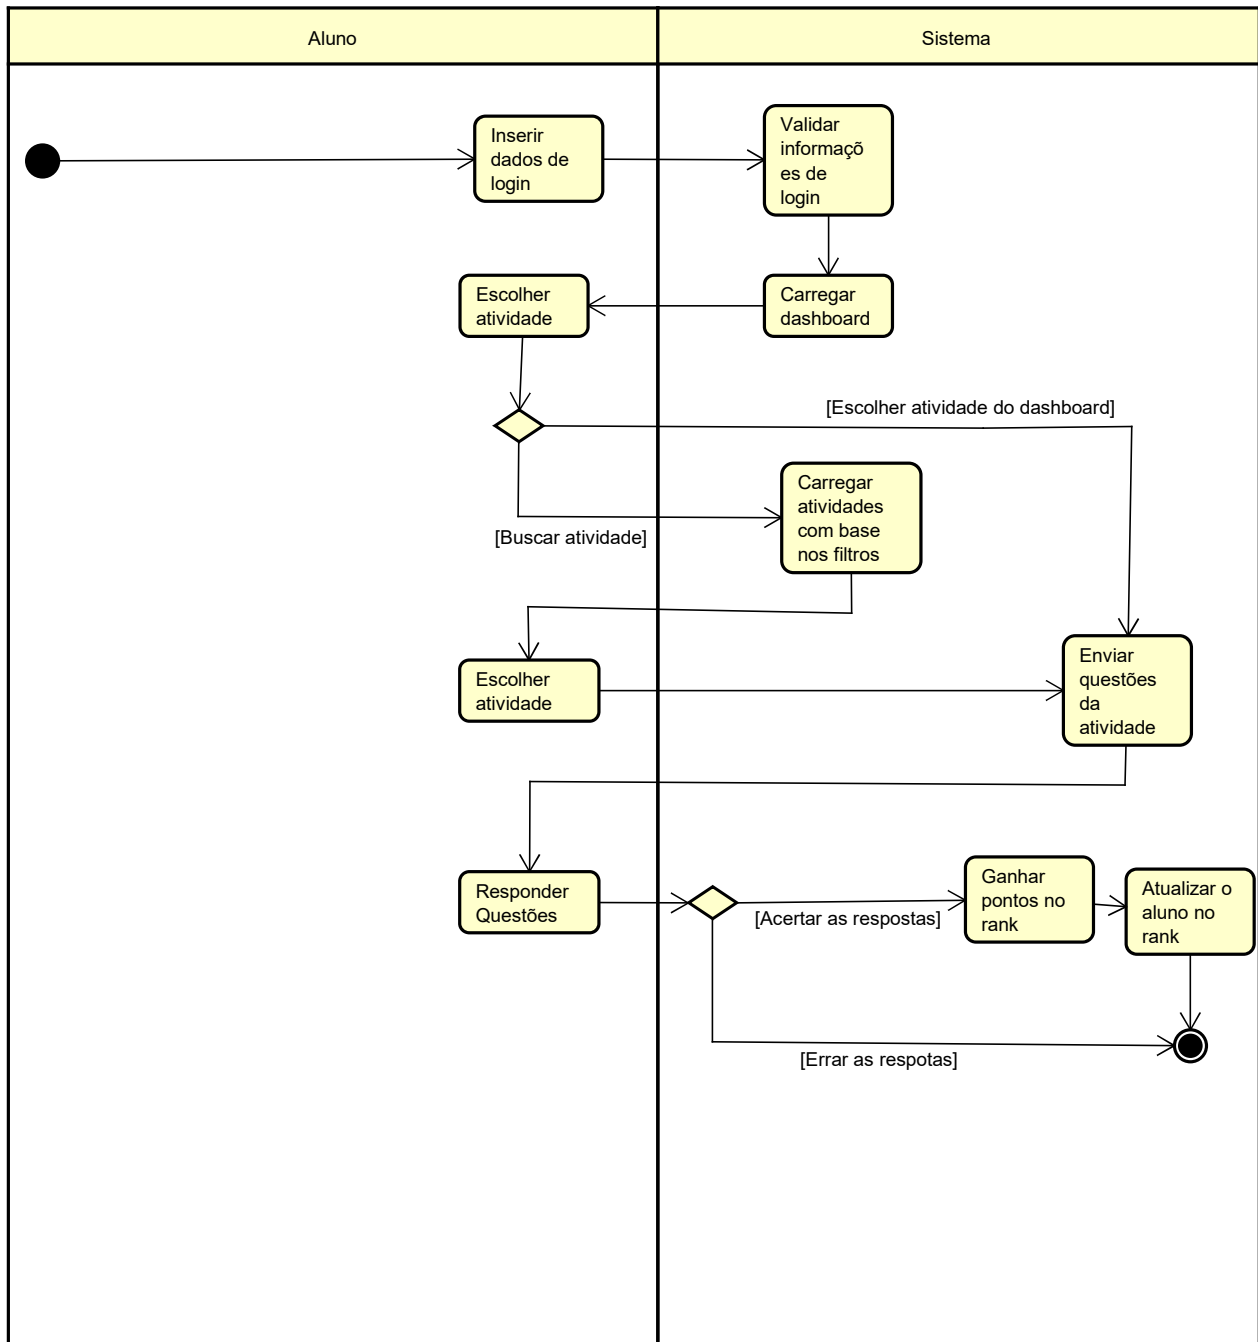 Aluno
Sistema
Inserir
dados de
login
Validar
informaçõ
es de
login
Escolher
atividade
Carregar
dashboard
[Escolher atividade do dashboard]
[Buscar atividade]
Carregar
atividades
com base
nos filtros
Escolher
atividade
Enviar
questões
da
atividade
Responder
Questões
[Acertar as respostas]
Ganhar
pontos no
rank
Atualizar o
aluno no
rank
[Errar as respotas]